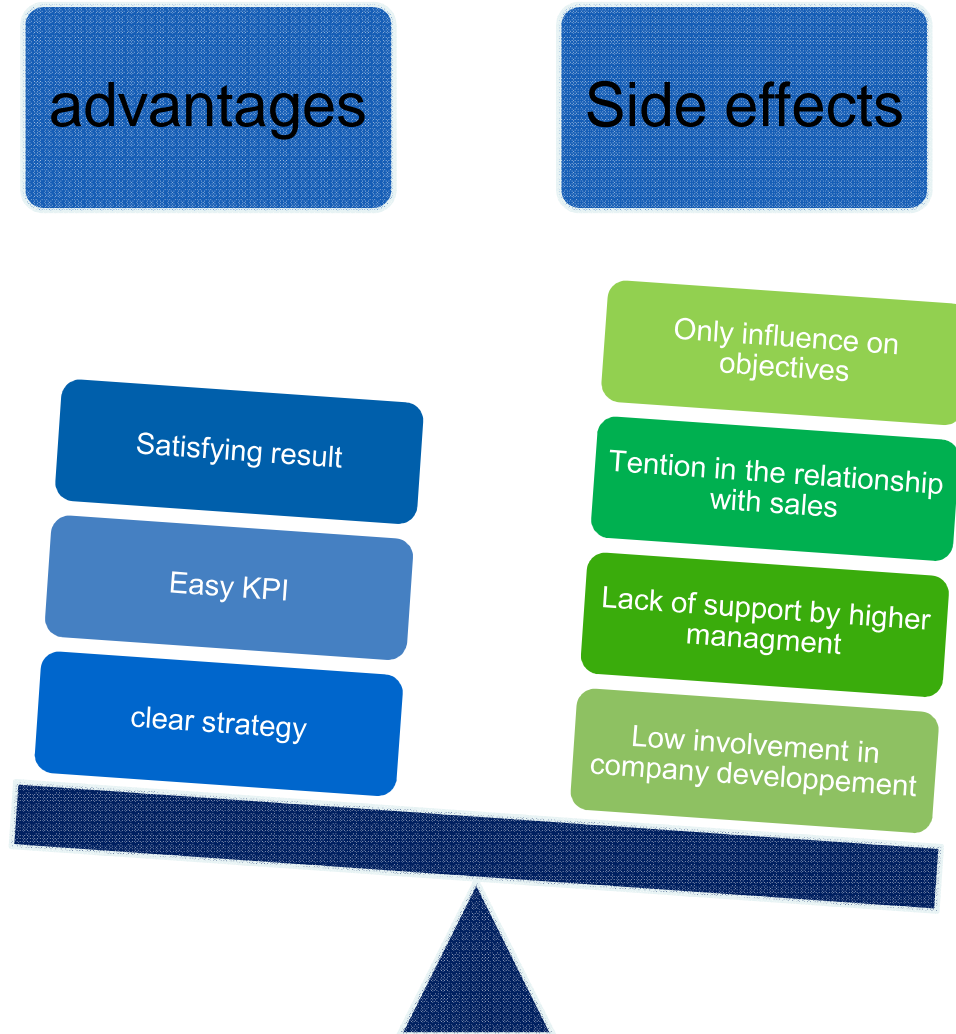 advantages
Side effects
Satisfying result
Easy KPI
clear strategy
Only influence on
objectives
Tention in the relationship
with sales
Lack of support by higher
managment
Low involvement in
company developpement